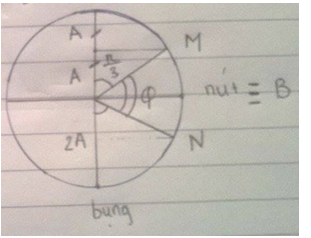 A
M
A π/3
φ
nút ≡ B
2A
N
bụng